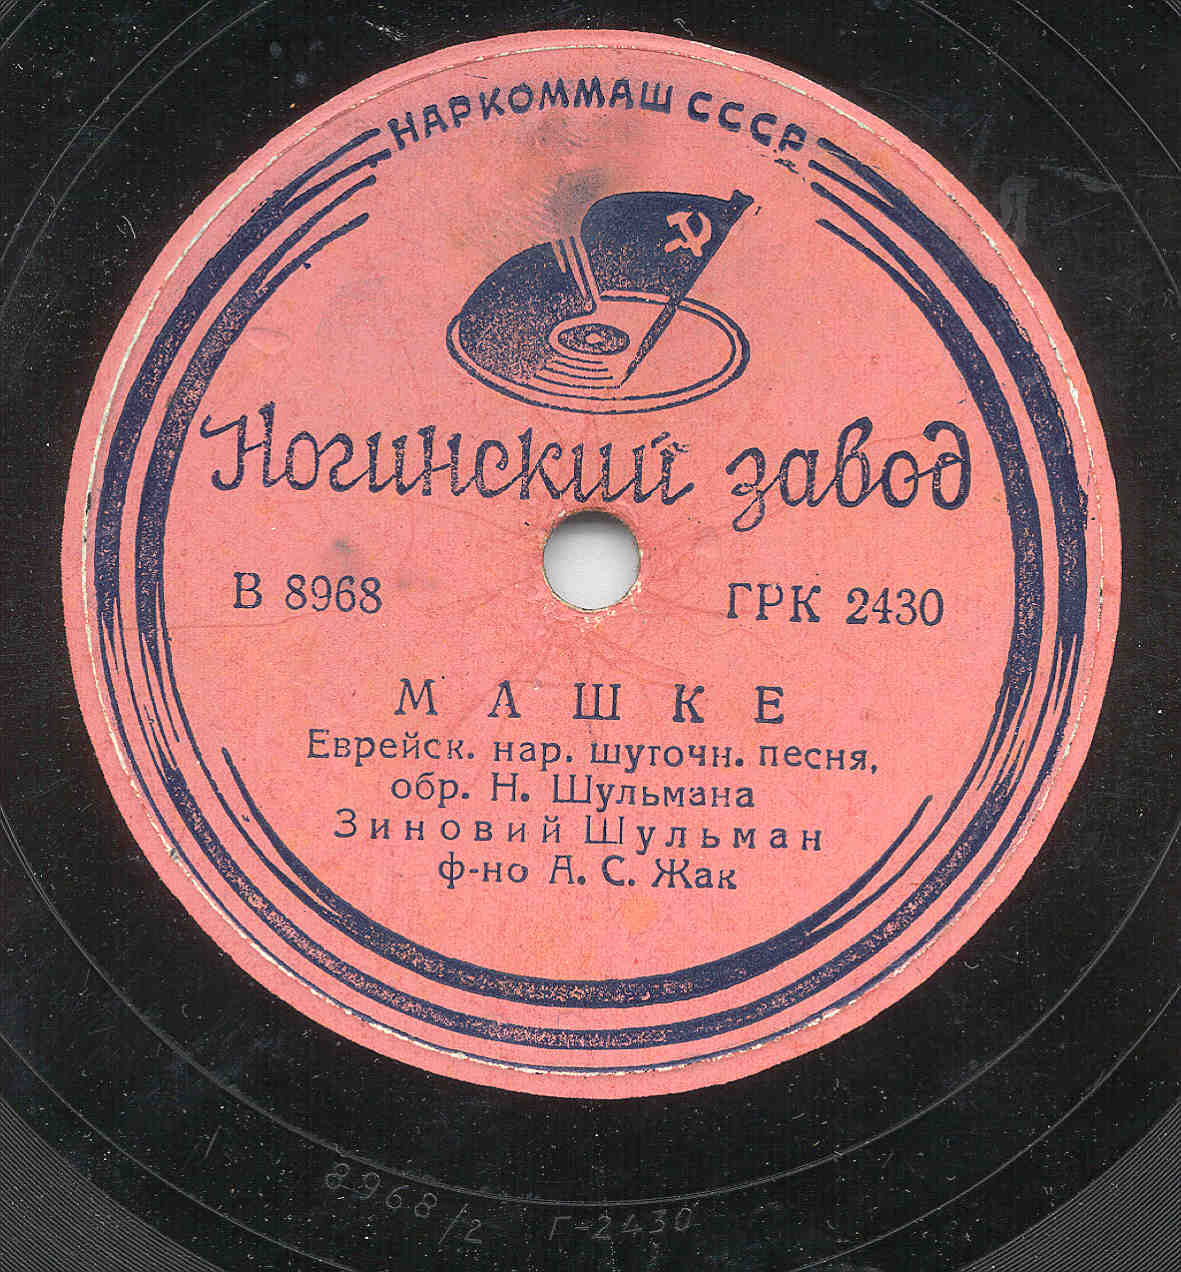 НАРКОММАШ СССР
Ногинский завод
В 8968
ГРК 2430
МАШКЕ
Еврейск. нар. шуточн. песня,
обр. Н. Шульмана
Зиновий Шульман
ф-но А. С. Жак
8968/2 Г-2430